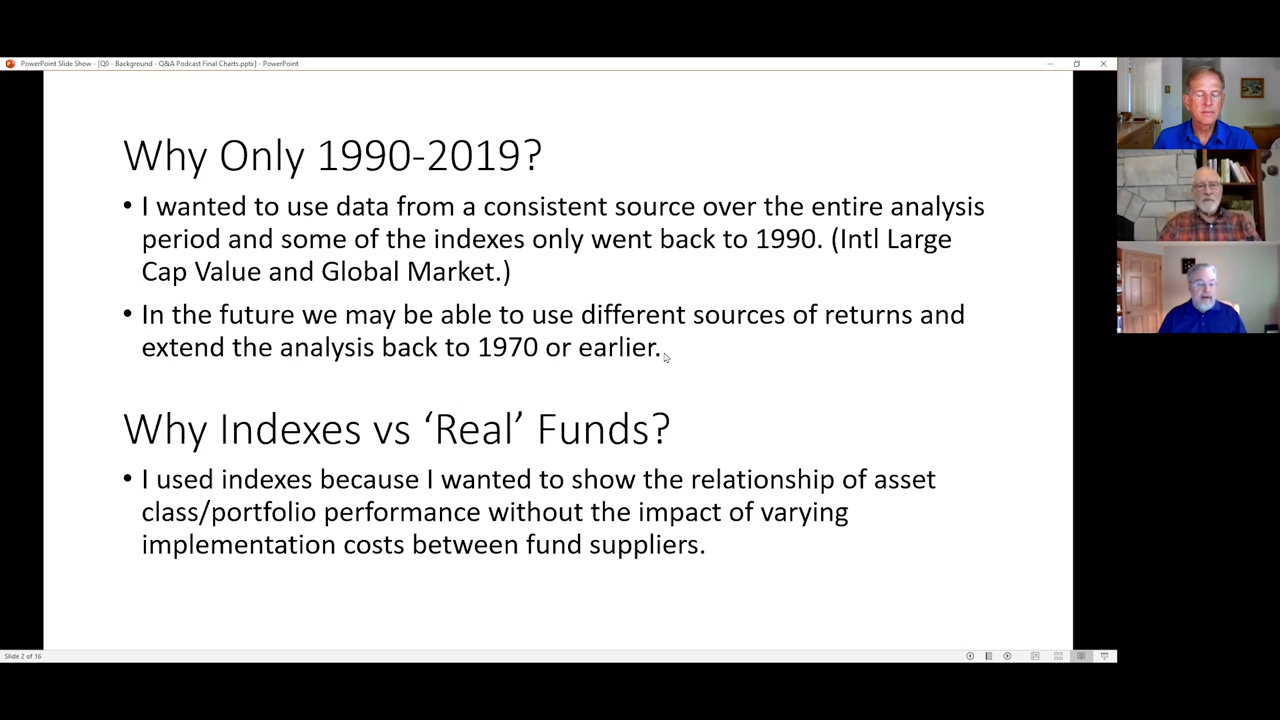 PowerPoint Slide Show - [Q0 - Background - Q&A Podcast Final Charts.pptx] - PowerPoint
Why Only 1990-2019?
• I wanted to use data from a consistent source over the entire analysis
period and some of the indexes only went back to 1990. (Intl Large
Cap Value and Global Market.)
• In the future we may be able to use different sources of returns and
extend the analysis back to 1970 or earlier.
Why Indexes vs ‘Real’ Funds?
• I used indexes because I wanted to show the relationship of asset
class/portfolio performance without the impact of varying
implementation costs between fund suppliers.
Slide 2 of 16